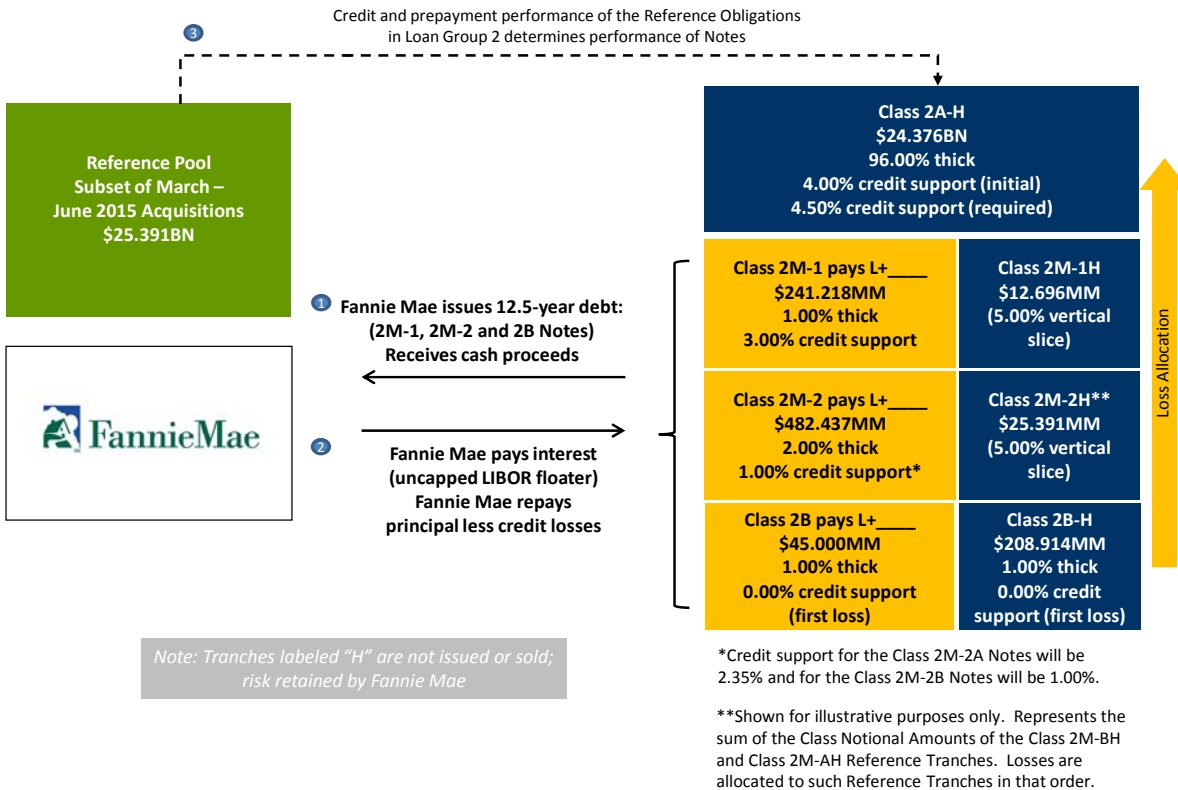 Credit and prepayment performance of the Reference Obligations
in Loan Group 2 determines performance of Notes
3
Reference Pool
Subset of March –
June 2015 Acquisitions
$25.391BN
Class 2A-H
$24.376BN
96.00% thick
4.00% credit support (initial)
4.50% credit support (required)
1
Fannie Mae issues 12.5-year debt:
(2M-1, 2M-2 and 2B Notes)
Receives cash proceeds
FannieMae
2
Fannie Mae pays interest
(uncapped LIBOR floater)
Fannie Mae repays
principal less credit losses
Class 2M-1 pays L+____
$241.218MM
1.00% thick
3.00% credit support
Class 2M-1H
$12.696MM
(5.00% vertical
slice)
Class 2M-2 pays L+____
$482.437MM
2.00% thick
1.00% credit support*
Class 2M-2H**
$25.391MM
(5.00% vertical
slice)
Class 2B pays L+____
$45.000MM
1.00% thick
0.00% credit support
(first loss)
Class 2B-H
$208.914MM
1.00% thick
0.00% credit
support (first loss)
Loss Allocation
Note: Tranches labeled "H" are not issued or sold;
risk retained by Fannie Mae
*Credit support for the Class 2M-2A Notes will be
2.35% and for the Class 2M-2B Notes will be 1.00%.
**Shown for illustrative purposes only.  Represents the
sum of the Class Notional Amounts of the Class 2M-BH
and Class 2M-AH Reference Tranches.  Losses are
allocated to such Reference Tranches in that order.